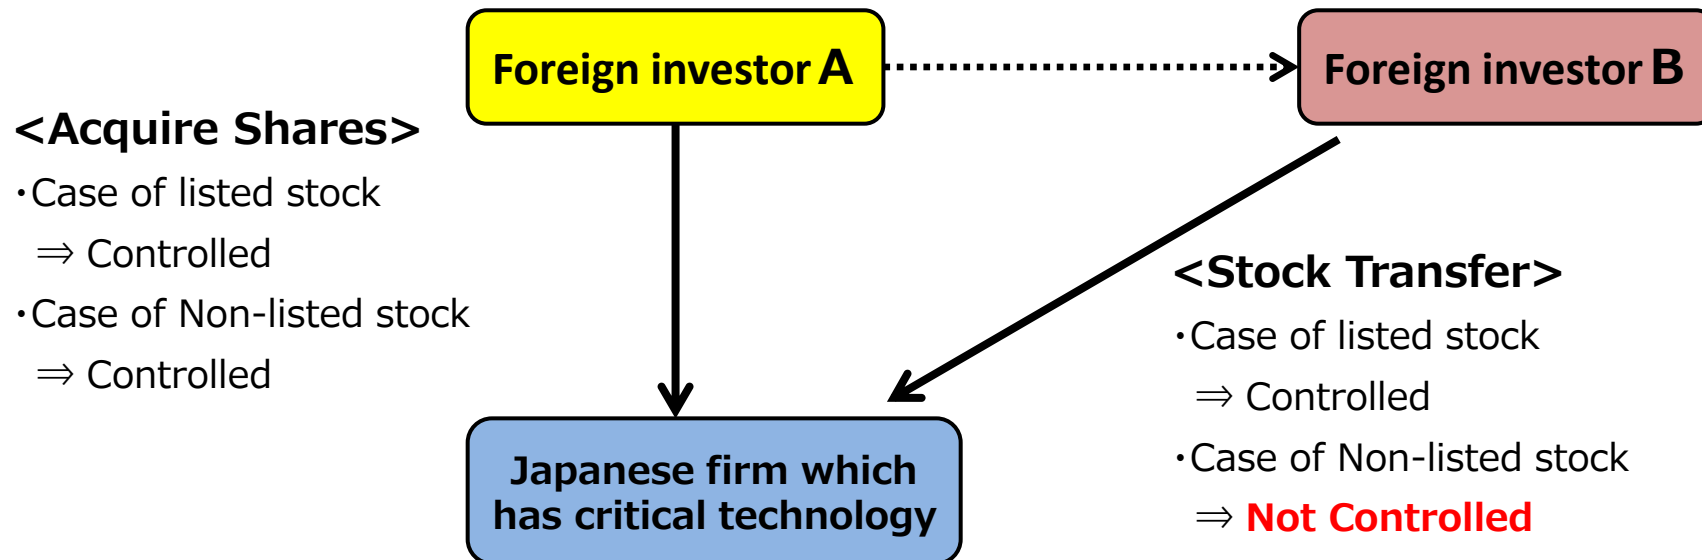 Foreign investor A
Foreign investor B
<Acquire Shares>
・Case of listed stock
⇒ Controlled
・Case of Non-listed stock
⇒ Controlled
<Stock Transfer>
・Case of listed stock
⇒ Controlled
・Case of Non-listed stock
⇒ Not Controlled
Japanese firm which
has critical technology